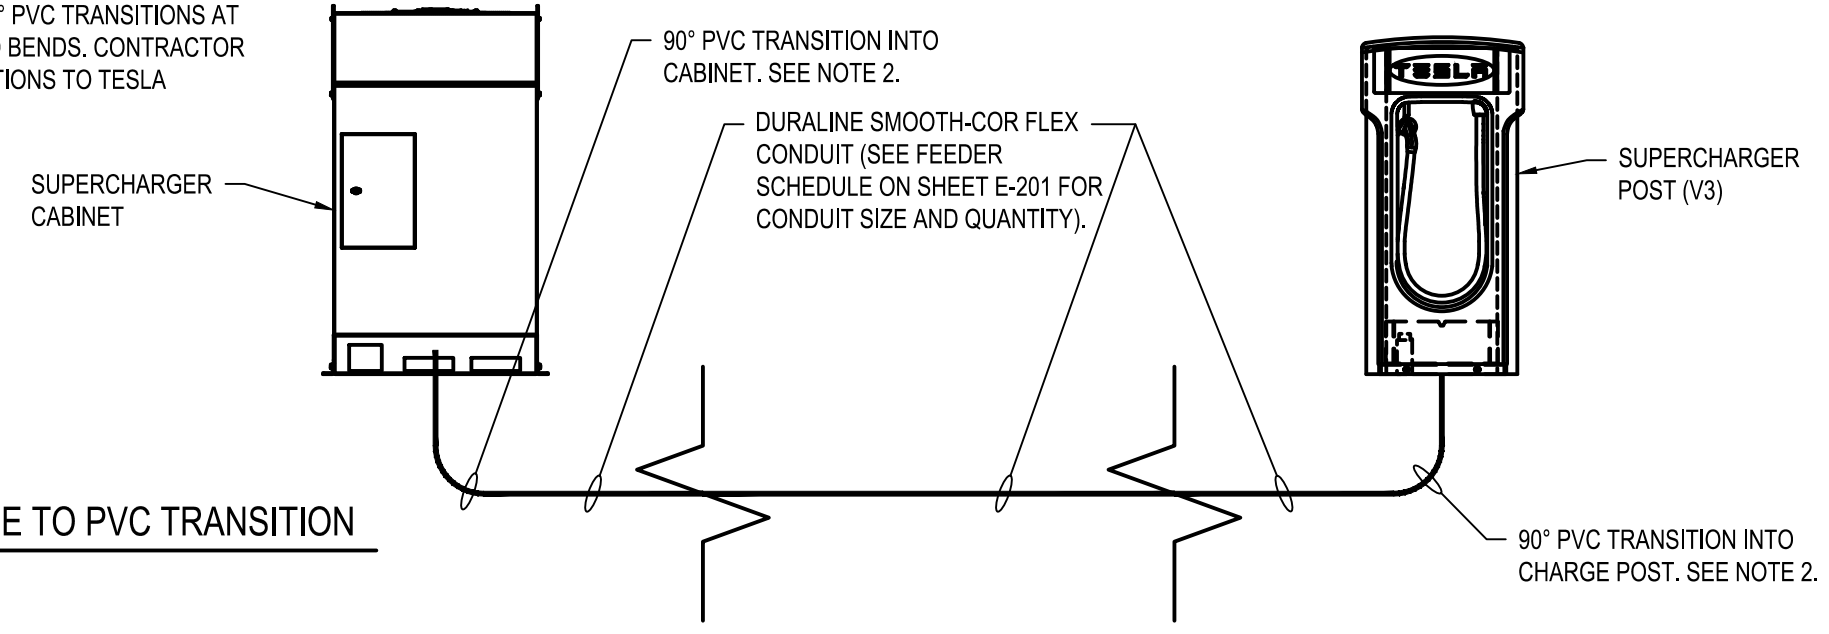 ° PVC TRANSITIONS AT
BENDS. CONTRACTOR
TIONS TO TESLA
SUPERCHARGER
CABINET
90° PVC TRANSITION INTO
CABINET. SEE NOTE 2.
DURALINE SMOOTH-COR FLEX
CONDUIT (SEE FEEDER
SCHEDULE ON SHEET E-201 FOR
CONDUIT SIZE AND QUANTITY).
TESLA
SUPERCHARGER
POST (V3)
E TO PVC TRANSITION
90° PVC TRANSITION INTO
CHARGE POST. SEE NOTE 2.